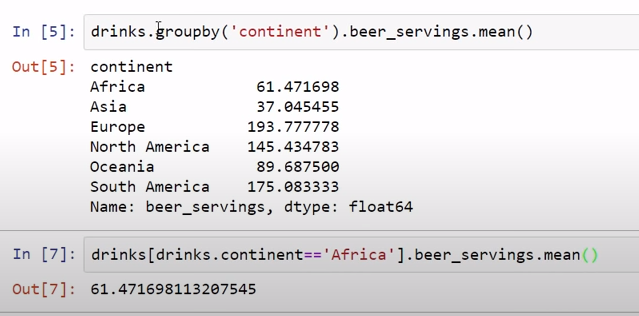 In [5]: drinks.groupby('continent').beer_servings.mean()
Out[5]: continent
Africa 61.471698
Asia 37.045455
Europe 193.777778
North America 145.434783
Oceania 89.687500
South America 175.083333
Name: beer_servings, dtype: float64
In [7]: drinks[drinks.continent=='Africa'].beer_servings.mean()
Out[7]: 61.471698113207545